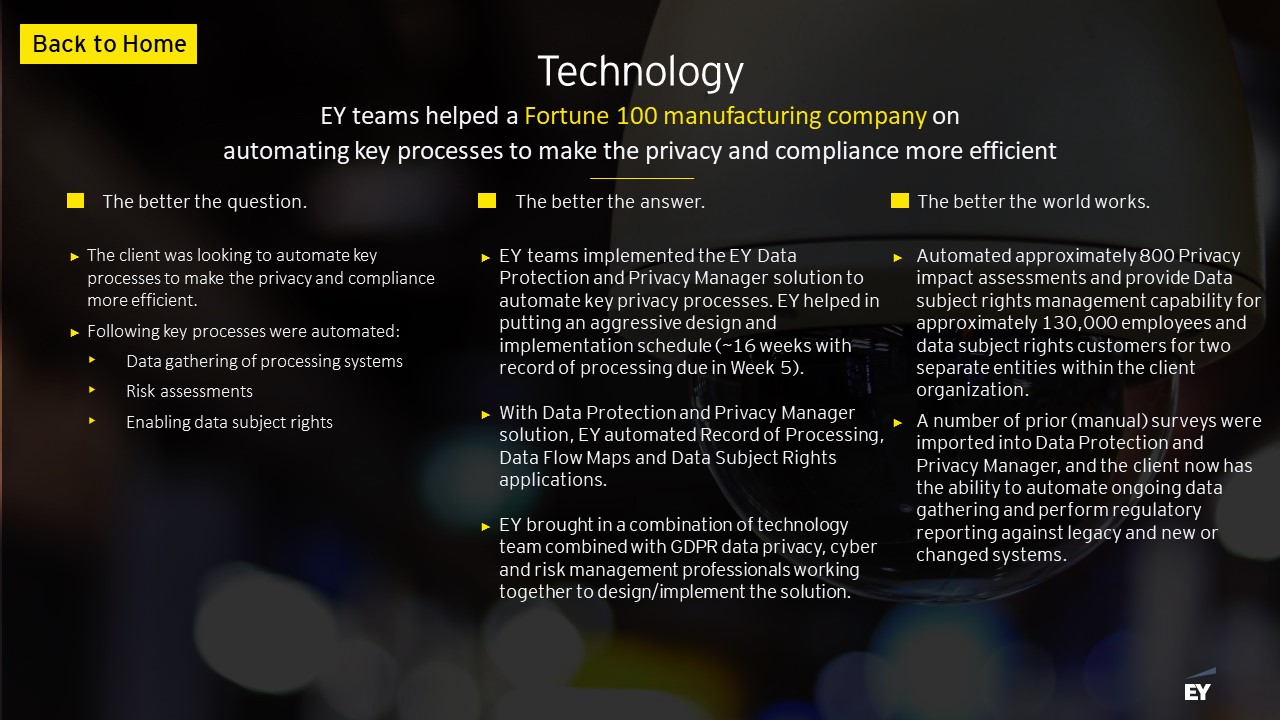 Back to Home
Technology
EY teams helped a Fortune 100 manufacturing company on
automating key processes to make the privacy and compliance more efficient
The better the question.
The client was looking to automate key
processes to make the privacy and compliance
more efficient.
Following key processes were automated:
Data gathering of processing systems
Risk assessments
Enabling data subject rights
The better the answer.
EY teams implemented the EY Data
Protection and Privacy Manager solution to
automate key privacy processes. EY helped in
putting an aggressive design and
implementation schedule (~16 weeks with
record of processing due in Week 5).
With Data Protection and Privacy Manager
solution, EY automated Record of Processing,
Data Flow Maps and Data Subject Rights
applications.
EY brought in a combination of technology
team combined with GDPR data privacy, cyber
and risk management professionals working
together to design/implement the solution.
The better the world works.
Automated approximately 800 Privacy
impact assessments and provide Data
subject rights management capability for
approximately 130,000 employees and
data subject rights customers for two
separate entities within the client
organization.
A number of prior (manual) surveys were
imported into Data Protection and
Privacy Manager, and the client now has
the ability to automate ongoing data
gathering and perform regulatory
reporting against legacy and new or
changed systems.
EY